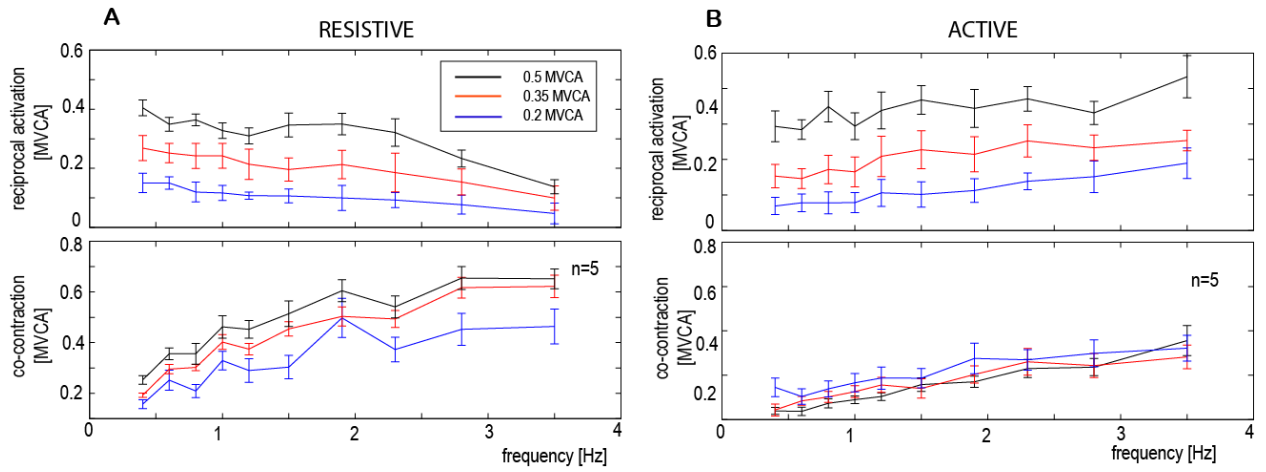 A
RESISTIVE
0.6
0.4
0.2
0
reciprocal activation
[MVCA]
0.5 MVCA
0.35 MVCA
0.2 MVCA
0.8
0.6
0.4
0.2
co-contraction
[MVCA]
n=5
0
1
2
3
4
frequency [Hz]
B
ACTIVE
0.6
0.4
0.2
0
reciprocal activation
[MVCA]
0.8
0.6
0.4
0.2
co-contraction
[MVCA]
n=5
0
1
2
3
4
frequency [Hz]